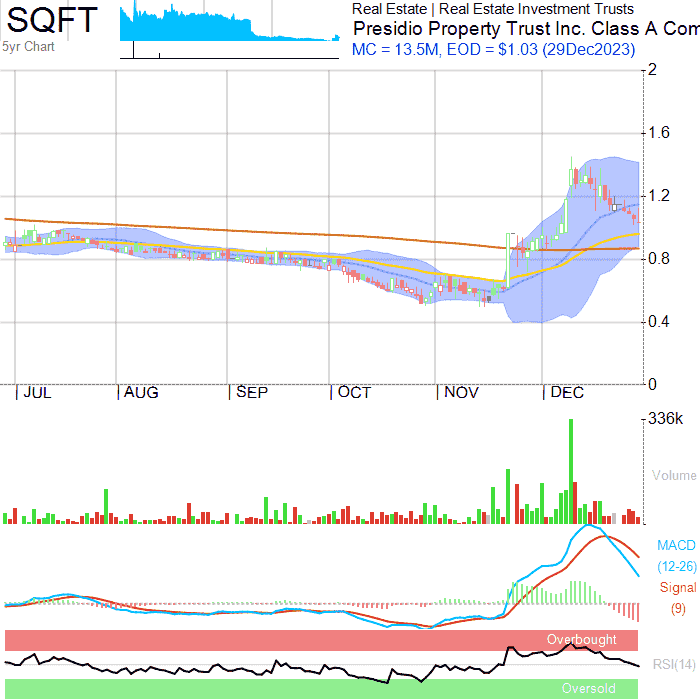 SQFT
5yr Chart
Real Estate | Real Estate Investment Trusts
Presidio Property Trust Inc. Class A Com
MC = 13.5M, EOD = $1.03 (29Dec2023)
2
1.6
1.2
0.8
0.4
0
JUL AUG SEP OCT NOV DEC
336k
Volume
MACD
(12-26)
Signal
(9)
Overbought
RSI(14)
Oversold